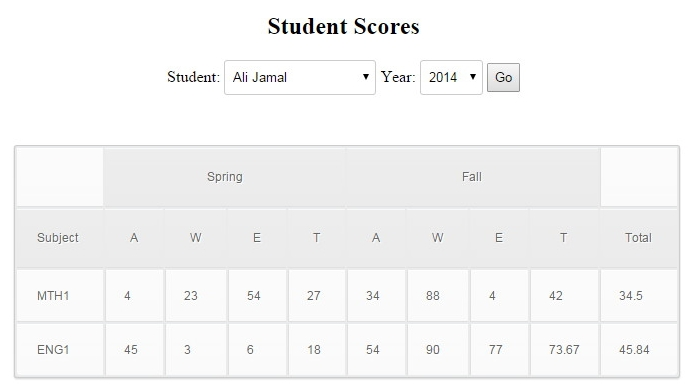 Student Scores
Student: Ali Jamal Year: 2014 Go
Spring Fall
Subject A W E T A W E T Total
MTH1 4 23 54 27 34 88 4 42 34.5
ENG1 45 3 6 18 54 90 77 73.67 45.84